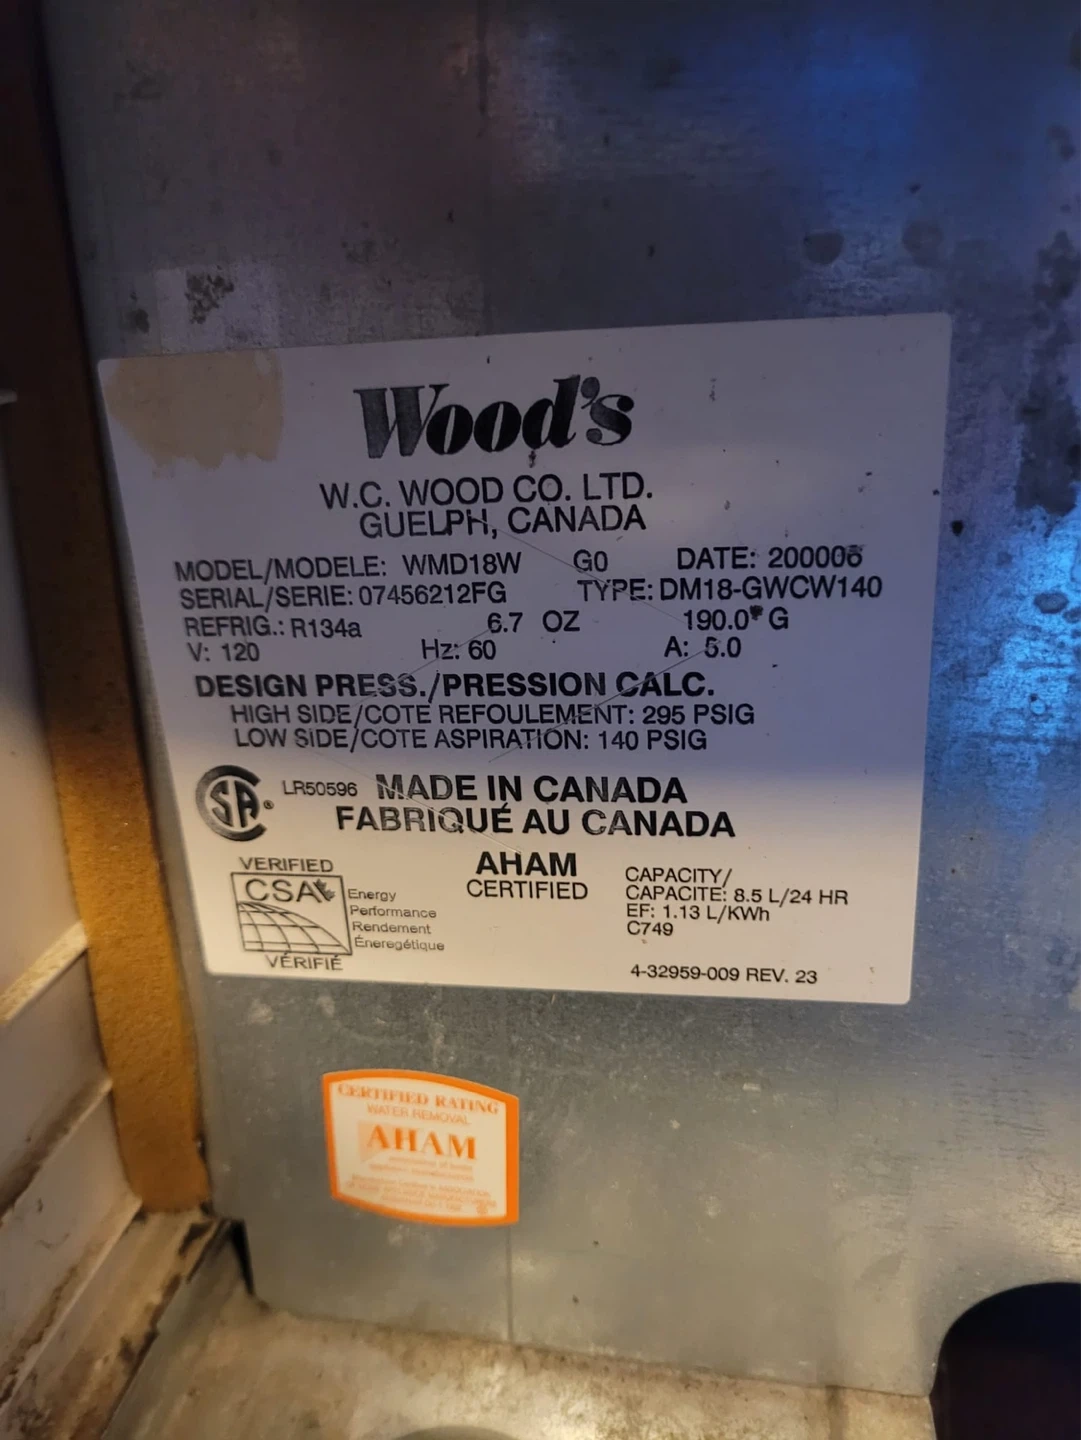 Wood's
W.C. WOOD CO. LTD.
GUELPH, CANADA
MODEL/MODELE: WMD18W G0 DATE: 200006
SERIAL/SERIE: 07456212FG TYPE: DM18-GWCW140
REFRIG.: R134a 6.7 OZ 190.0 G
V: 120 Hz: 60 A: 5.0
DESIGN PRESS./PRESSION CALC.
HIGH SIDE/COTE REFOULEMENT: 295 PSIG
LOW SIDE/COTE ASPIRATION: 140 PSIG
SA ® LR50596 MADE IN CANADA
FABRIQUÉ AU CANADA
VERIFIED
CSA
Energy
Performance
Rendement
Éneregétique
VÉRIFIÉ
AHAM
CERTIFIED
CAPACITY/
CAPACITE: 8.5 L/24 HR
EF: 1.13 L/KWh
C749
4-32959-009 REV. 23
CERTIFIED RATING
WATER REMOVAL
AHAM